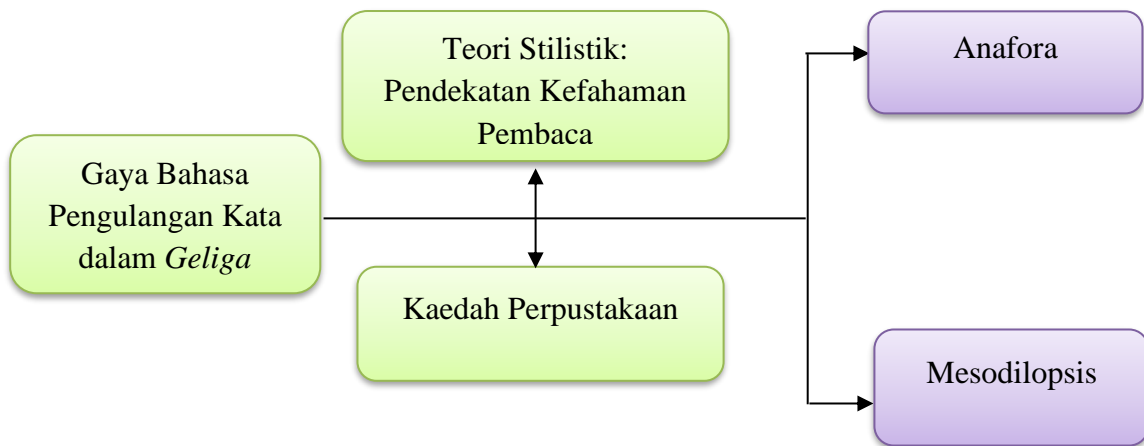 Teori Stilistik:
Pendekatan Kefahaman
Pembaca
Anafora
Gaya Bahasa
Pengulangan Kata
dalam Geliga
Kaedah Perpustakaan
Mesodilopsis